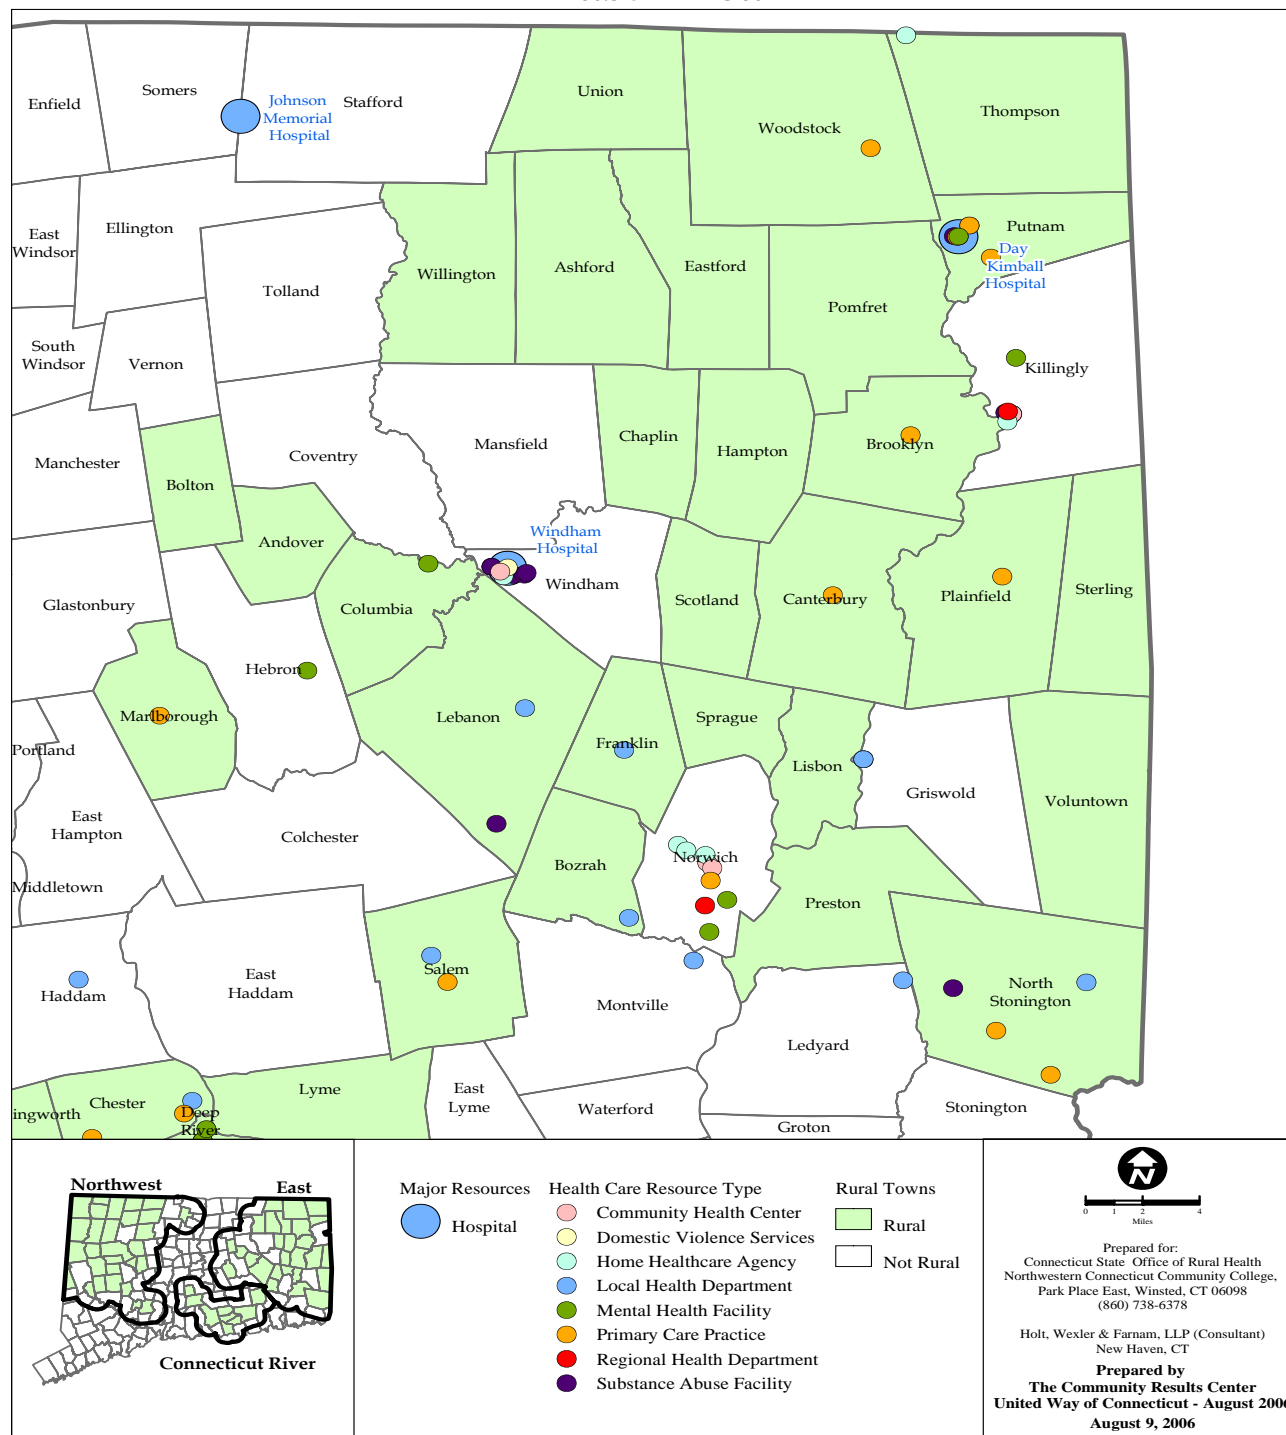 Enfield
Somers
Johnson
Memorial
Hospital
Stafford
Union
Woodstock
Thompson
East
Windsor
Ellington
Tolland
Willington
Ashford
Eastford
Putnam
Day
Kimball
Hospital
Pomfret
South
Windsor
Vernon
Killingly
Manchester
Bolton
Coventry
Mansfield
Chaplin
Hampton
Brooklyn
Andover
Windham
Hospital
Windham
Glastonbury
Columbia
Scotland
Canterbury
Plainfield
Sterling
Hebron
Marlborough
Lebanon
Franklin
Sprague
Lisbon
Griswold
Voluntown
Portland
East
Hampton
Colchester
Bozrah
Norwich
Middletown
Preston
Haddam
East
Haddam
Salem
Montville
North
Stonington
Ledyard
ingworth
Chester
Deep
River
Lyme
East
Lyme
Waterford
Groton
Stonington
Northwest
East
Connecticut River
Major Resources
Hospital
Health Care Resource Type
Community Health Center
Domestic Violence Services
Home Healthcare Agency
Local Health Department
Mental Health Facility
Primary Care Practice
Regional Health Department
Substance Abuse Facility
Rural Towns
Rural
Not Rural
N
0 1 2 4
Miles
Prepared for:
Connecticut State Office of Rural Health
Northwestern Connecticut Community College,
Park Place East, Winsted, CT 06098
(860) 738-6378
Holt, Wexler & Farnam, LLP (Consultant)
New Haven, CT
Prepared by
The Community Results Center
United Way of Connecticut - August 2006
August 9, 2006